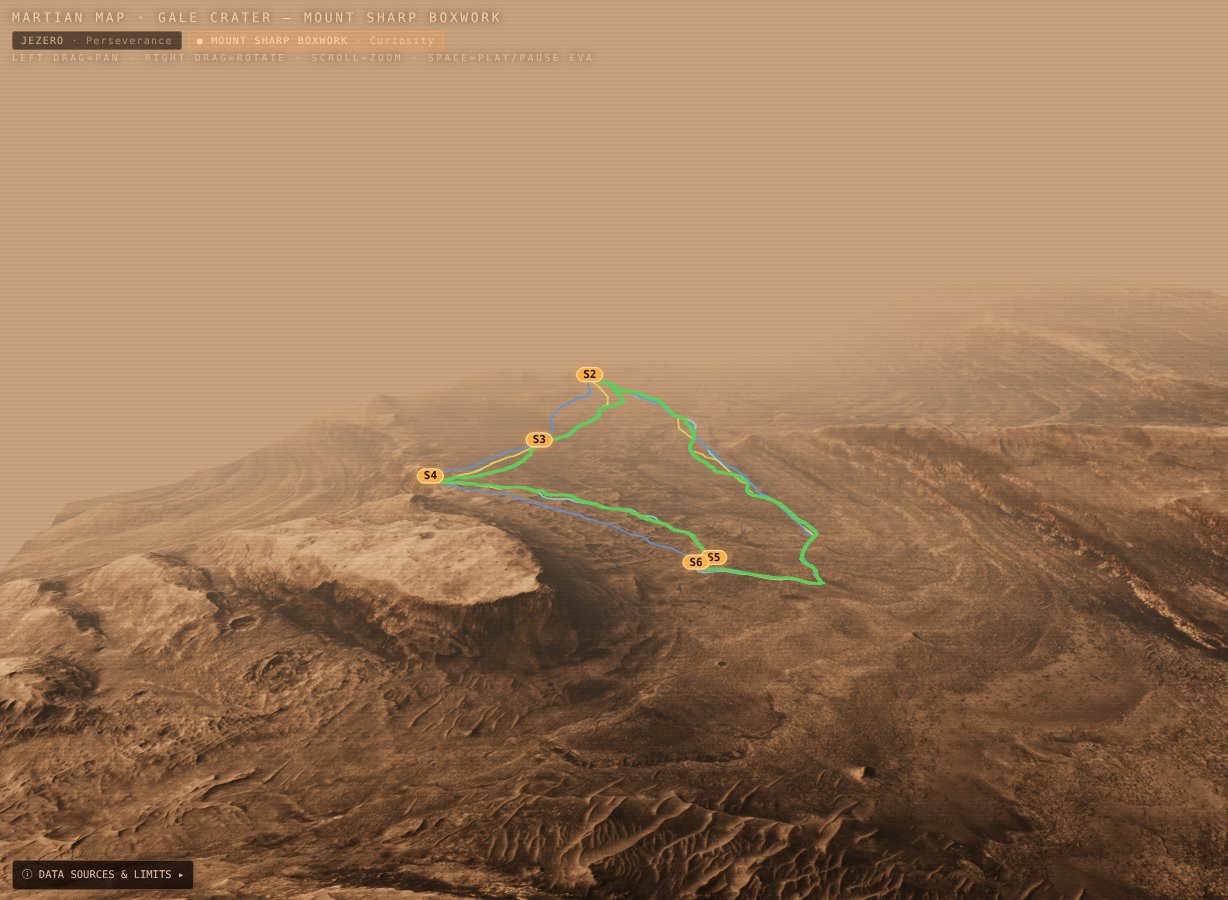 MARTIAN MAP · GALE CRATER — MOUNT SHARP BOXWORK
JEZERO · Perseverance ● MOUNT SHARP BOXWORK · Curiosity
LEFT DRAG=PAN · RIGHT DRAG=ROTATE · SCROLL=ZOOM · SPACE=PLAY/PAUSE EVA
S2
S3
S4
S6 S5
ⓘ DATA SOURCES & LIMITS ▸